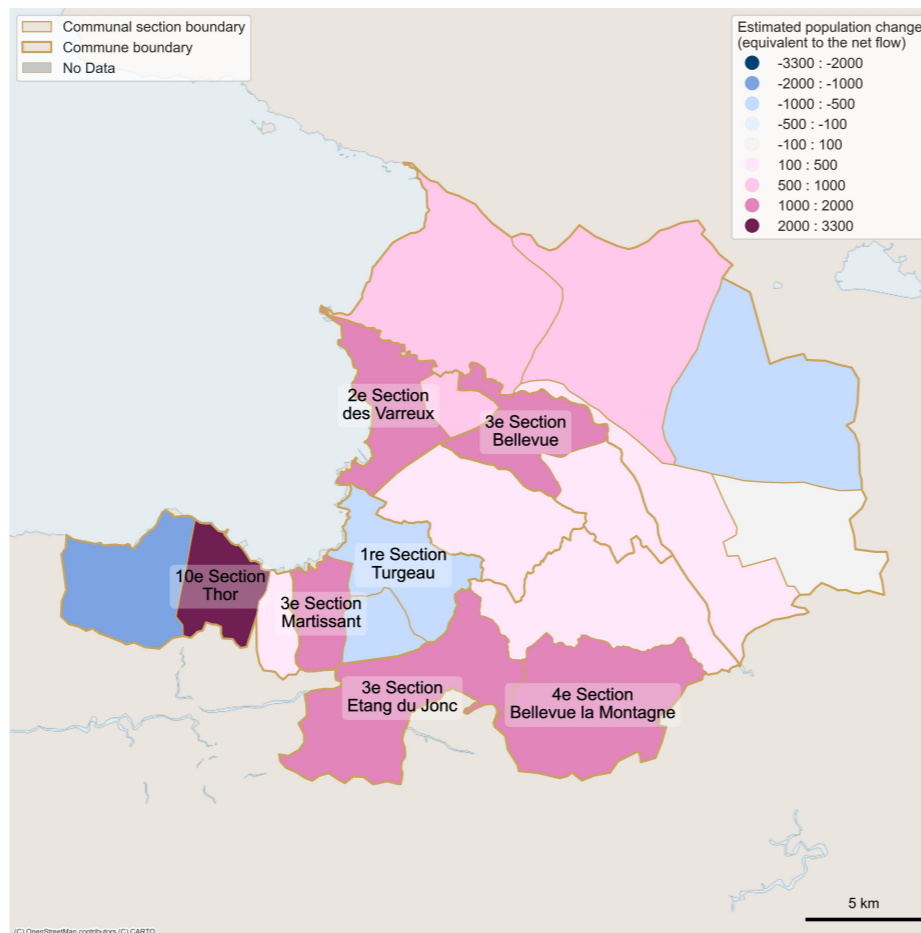 Communal section boundary
Commune boundary
No Data
Estimated population change
(equivalent to the net flow)
-3300 : -2000
-2000 : -1000
-1000 : -500
-500 : -100
-100 : 100
100 : 500
500 : 1000
1000 : 2000
2000 : 3300
2e Section
des Varreux
3e Section
Bellevue
1re Section
Turgeau
10e Section
Thor
3e Section
Martissant
3e Section
Etang du Jonc
4e Section
Bellevue la Montagne
5 km
(C) OpenStreetMap contributors (C) CARTO